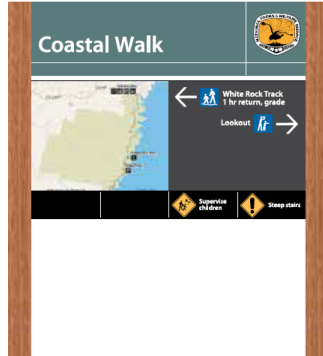 Coastal Walk
White Rock Track
1 hr return, grade
Lookout
Supervise
children
Steep stairs